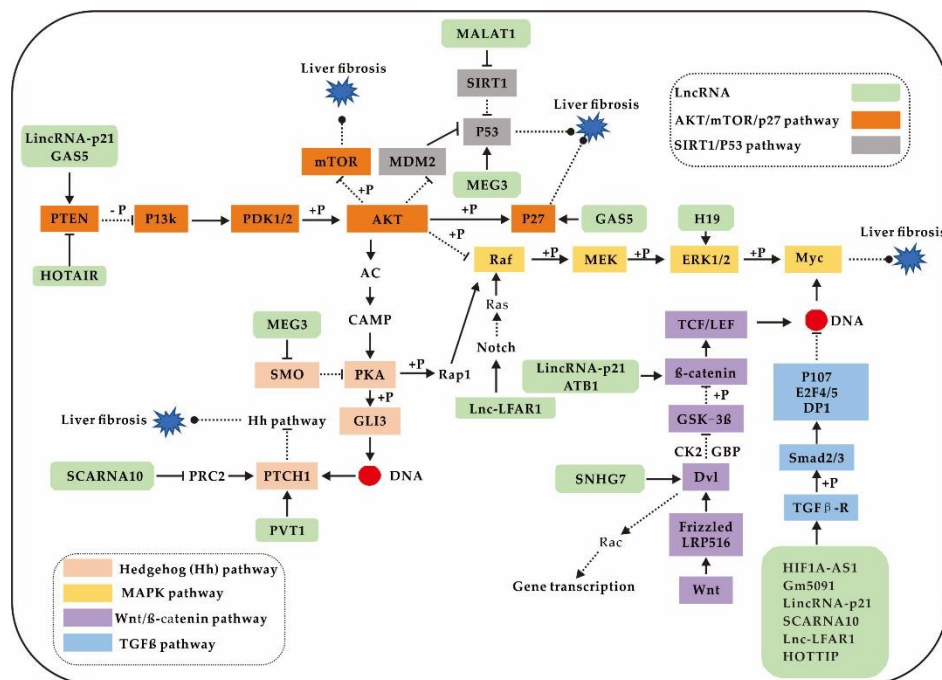 MALAT1
Liver fibrosis
SIRT1
Liver fibrosis
LncRNA
AKT/mTOR/p27 pathway
SIRT1/P53 pathway
LincRNA-p21
GAS5
mTOR
MDM2
P53
+P
MEG3
- P
PTEN
P13k
PDK1/2
+P
AKT
+P
P27
GAS5
H19
Liver fibrosis
HOTAIR
+P
Raf
+P
MEK
+P
ERK1/2
+P
Myc
AC
Ras
MEG3
CAMP
TCF/LEF
DNA
Notch
SMO
PKA
+P
Rap1
LincRNA-p21
ATB1
ß-catenin
P107
E2F4/5
DP1
+P
+P
Lnc-LFAR1
GSK-3ß
Liver fibrosis
Hh pathway
GLI3
CK2
GBP
Smad2/3
SCARNA10
PRC2
PTCH1
DNA
SNHG7
Dvl
+P
TGFβ-R
PVT1
Frizzled
LRP516
Rac
HIF1A-AS1
Gm5091
LincRNA-p21
SCARNA10
Lnc-LFAR1
HOTTIP
Gene transcription
Wnt
Hedgehog (Hh) pathway
MAPK pathway
Wnt/ß-catenin pathway
TGFß pathway